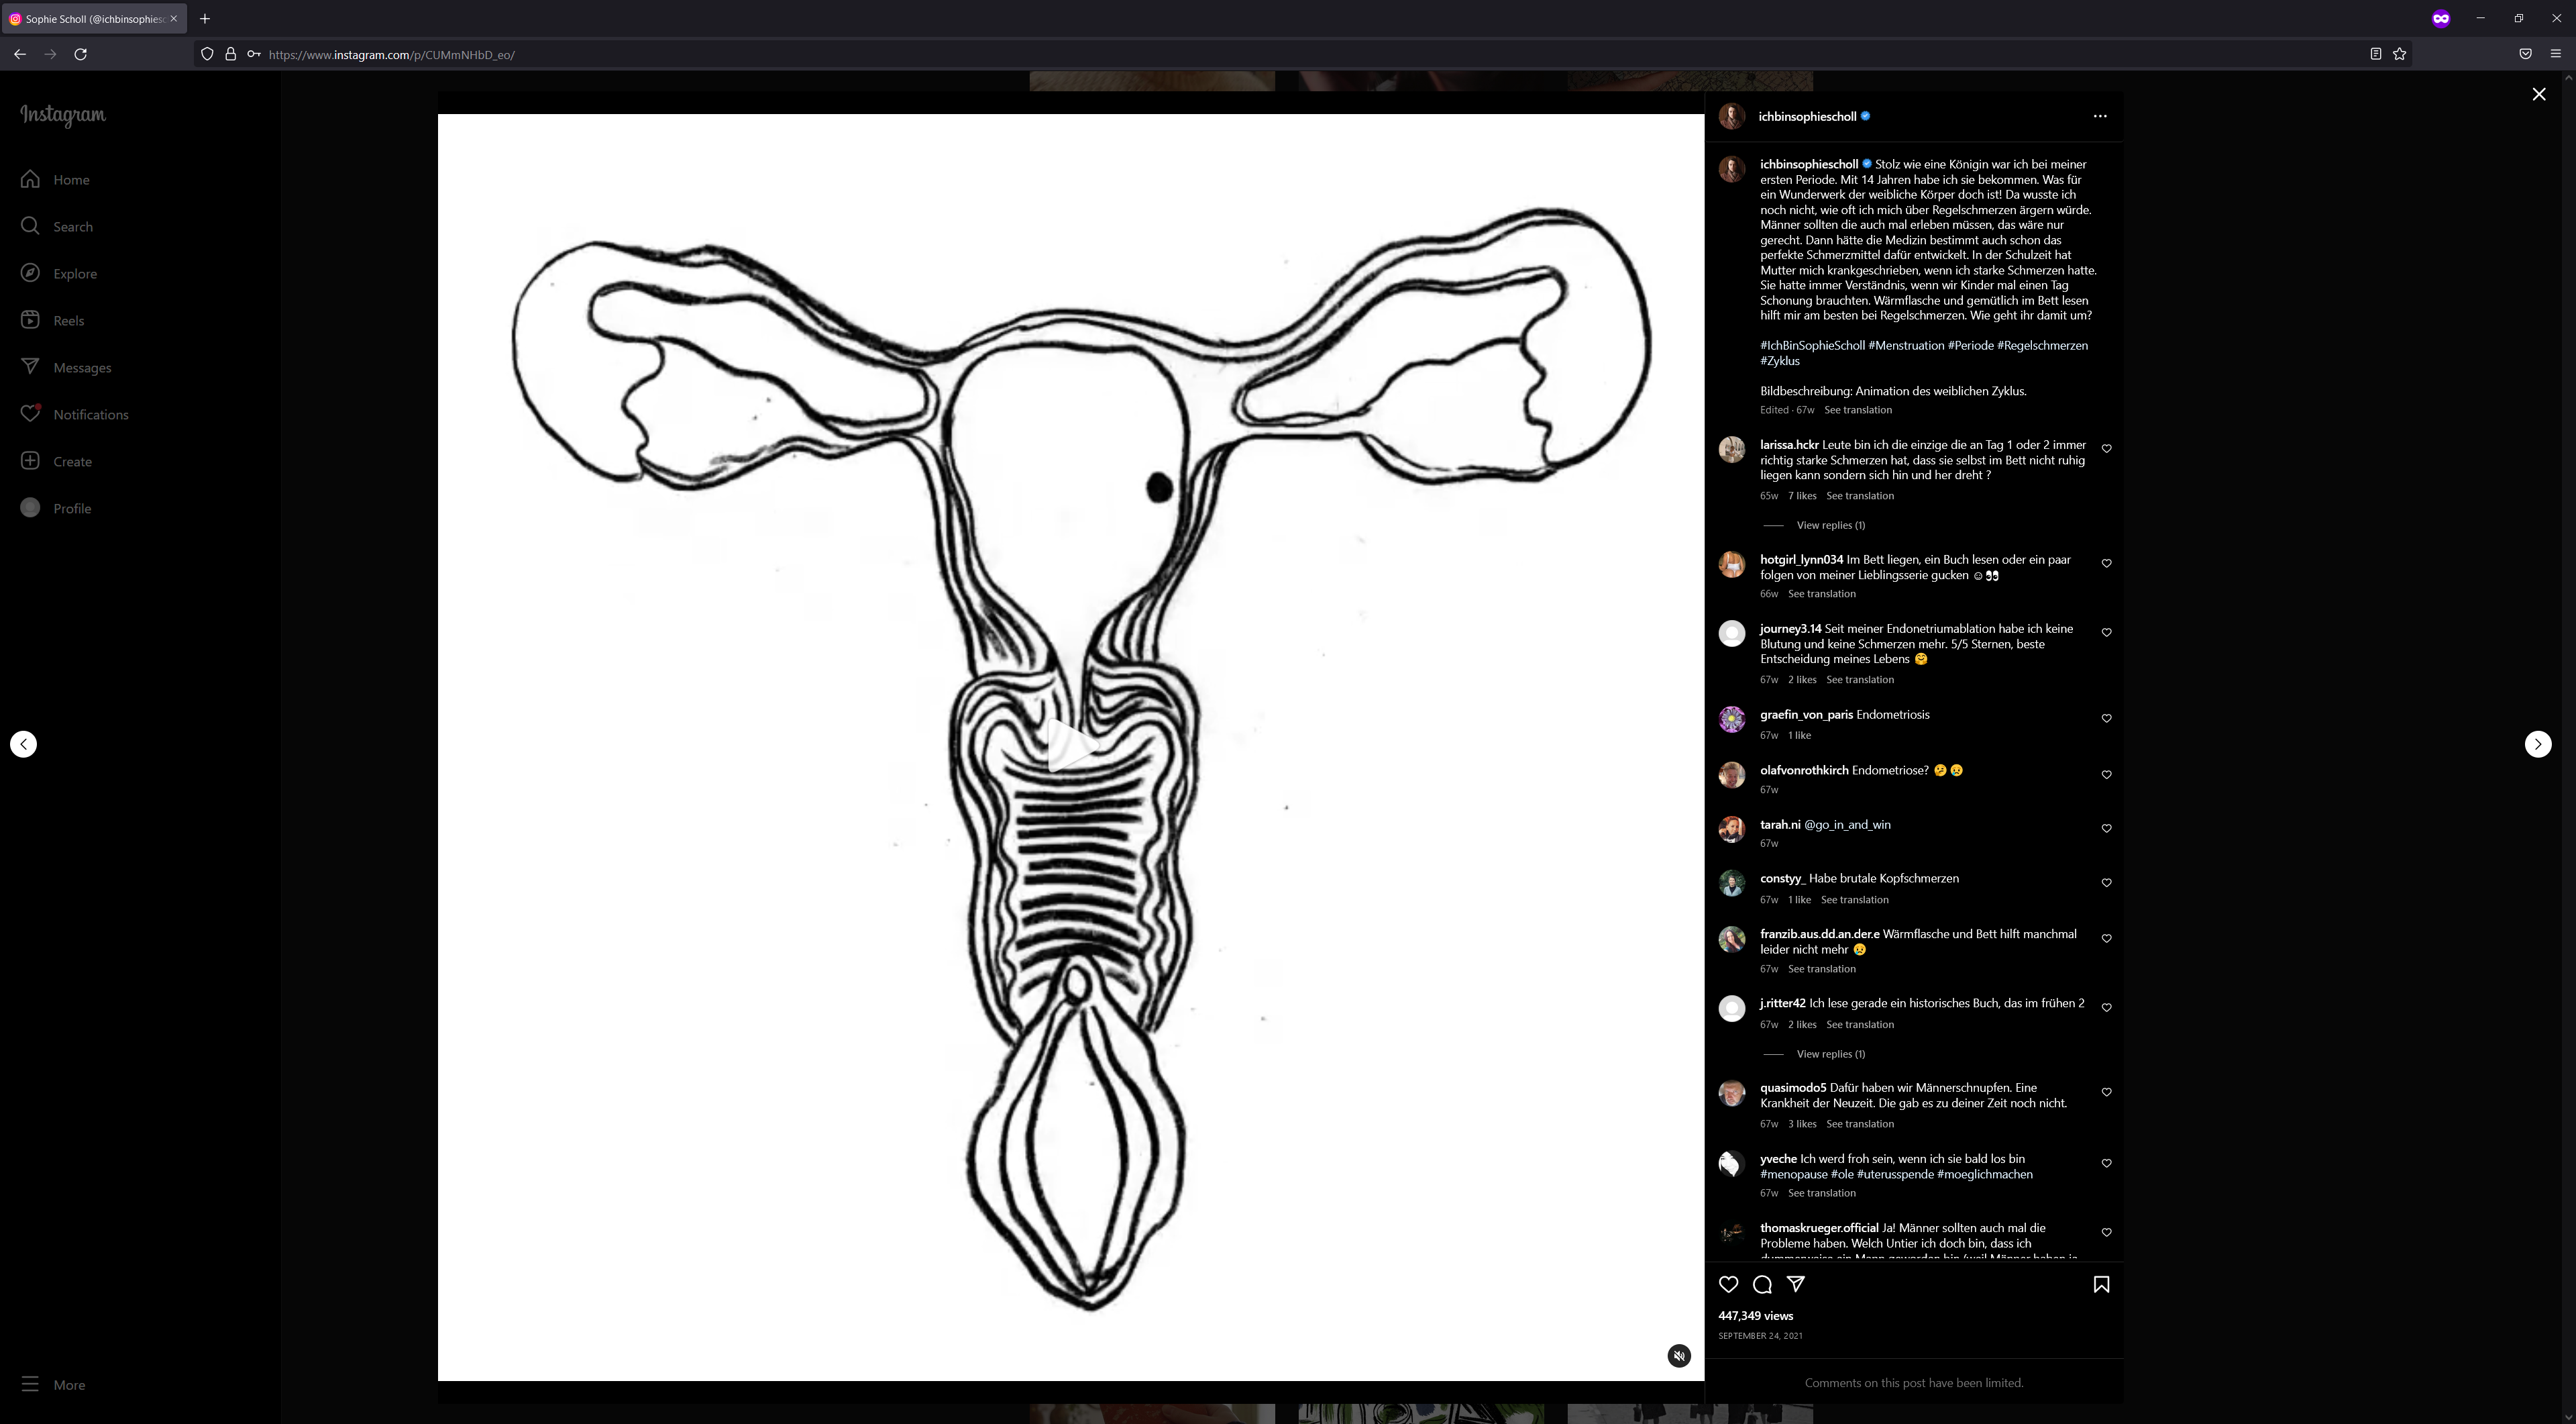 Sophie Scholl (@ichbinsophiesc
https://www.instagram.com/p/CUMmNHbD_eo/
Instagram
Home
Search
Explore
Reels
Messages
Notifications
Create
Profile
More
ichbinsophiescholl
ichbinsophiescholl Stolz wie eine Königin war ich bei meiner
ersten Periode. Mit 14 Jahren habe ich sie bekommen. Was für
ein Wunderwerk der weibliche Körper doch ist! Da wusste ich
noch nicht, wie oft ich mich über Regelschmerzen ärgern würde.
Männer sollten die auch mal erleben müssen, das wäre nur
gerecht. Dann hätte die Medizin bestimmt auch schon das
perfekte Schmerzmittel dafür entwickelt. In der Schulzeit hat
Mutter mich krankgeschrieben, wenn ich starke Schmerzen hatte.
Sie hatte immer Verständnis, wenn wir Kinder mal einen Tag
Schonung brauchten. Wärmflasche und gemütlich im Bett lesen
hilft mir am besten bei Regelschmerzen. Wie geht ihr damit um?
#IchBinSophieScholl #Menstruation #Periode #Regelschmerzen
#Zyklus
Bildbeschreibung: Animation des weiblichen Zyklus.
Edited · 67w See translation
larissa.hckr Leute bin ich die einzige die an Tag 1 oder 2 immer
richtig starke Schmerzen hat, dass sie selbst im Bett nicht ruhig
liegen kann sondern sich hin und her dreht ?
65w 7 likes See translation
View replies (1)
hotgirl_lynn034 Im Bett liegen, ein Buch lesen oder ein paar
folgen von meiner Lieblingsserie gucken ☺👀
66w See translation
journey3.14 Seit meiner Endonetriumablation habe ich keine
Blutung und keine Schmerzen mehr. 5/5 Sternen, beste
Entscheidung meines Lebens 🤗
67w 2 likes See translation
graefin_von_paris Endometriosis
67w 1 like
olafvonrothkirch Endometriose? 🤔😢
67w
tarah.ni @go_in_and_win
67w
constyy_ Habe brutale Kopfschmerzen
67w 1 like See translation
franzib.aus.dd.an.der.e Wärmflasche und Bett hilft manchmal
leider nicht mehr 😢
67w See translation
j.ritter42 Ich lese gerade ein historisches Buch, das im frühen 2
67w 2 likes See translation
View replies (1)
quasimodo5 Dafür haben wir Männerschnupfen. Eine
Krankheit der Neuzeit. Die gab es zu deiner Zeit noch nicht.
67w 3 likes See translation
yveche Ich werd froh sein, wenn ich sie bald los bin
#menopause #ole #uterusspende #moeglichmachen
67w See translation
thomaskrueger.official Ja! Männer sollten auch mal die
Probleme haben. Welch Untier ich doch bin, dass ich
dummerweise ein Mann geworden bin (weil Männer haben ja
447,349 views
SEPTEMBER 24, 2021
Comments on this post have been limited.